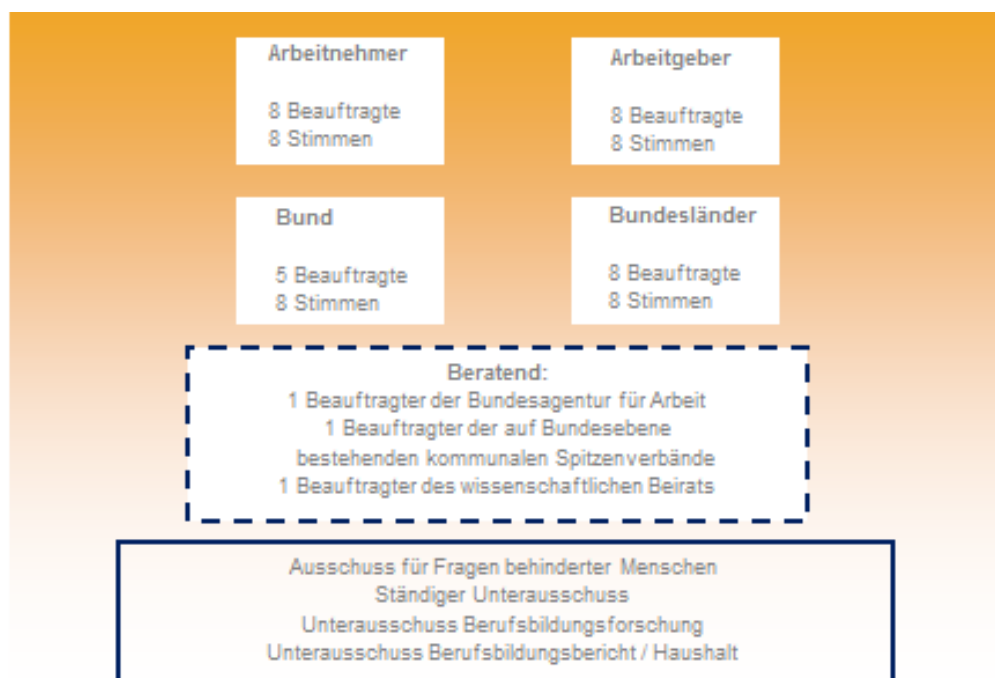 Arbeitnehmer
8 Beauftragte
8 Stimmen
Arbeitgeber
8 Beauftragte
8 Stimmen
Bund
5 Beauftragte
8 Stimmen
Bundesländer
8 Beauftragte
8 Stimmen
Beratend:
1 Beauftragter der Bundesagentur für Arbeit
1 Beauftragter der auf Bundesebene
bestehenden kommunalen Spitzenverbände
1 Beauftragter des wissenschaftlichen Beirats
Ausschuss für Fragen behinderter Menschen
Ständiger Unterausschuss
Unterausschuss Berufsbildungsforschung
Unterausschuss Berufsbildungsbericht / Haushalt